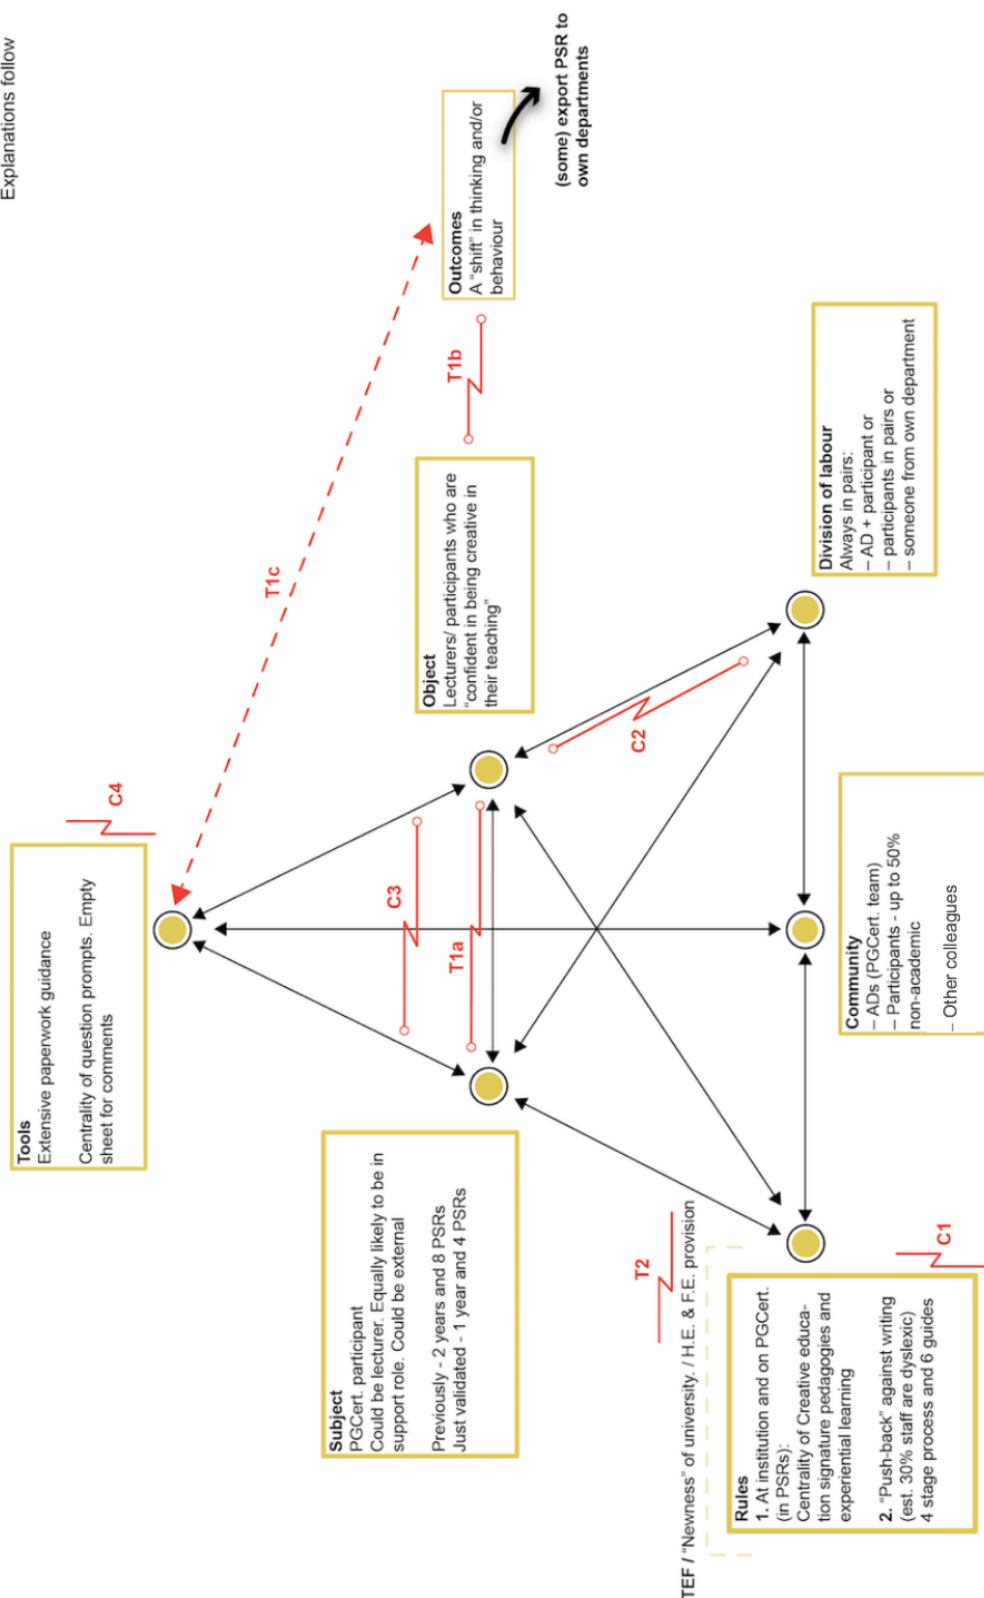 Explanations follow
Tools
Extensive paperwork guidance
Centrality of question prompts. Empty
sheet for comments
C4
T1c
Subject
PGCert. participant
Could be lecturer. Equally likely to be in
support role. Could be external
Previously - 2 years and 8 PSRs
Just validated - 1 year and 4 PSRs
C3
T1a
Object
Lecturers/ participants who are
“confident in being creative in
their teaching”
T1b
Outcomes
A “shift” in thinking and/or
behaviour
(some) export PSR to
own departments
C2
T2
TEF / “Newness” of university. / H.E. & F.E. provision
Rules
1. At institution and on PGCert.
(in PSRs):
Centrality of Creative educa-
tion signature pedagogies and
experiential learning
2. “Push-back” against writing
(est. 30% staff are dyslexic)
4 stage process and 6 guides
C1
Community
– ADs (PGCert. team)
– Participants - up to 50%
non-academic
– Other colleagues
Division of labour
Always in pairs:
– AD + participant or
– participants in pairs or
– someone from own department